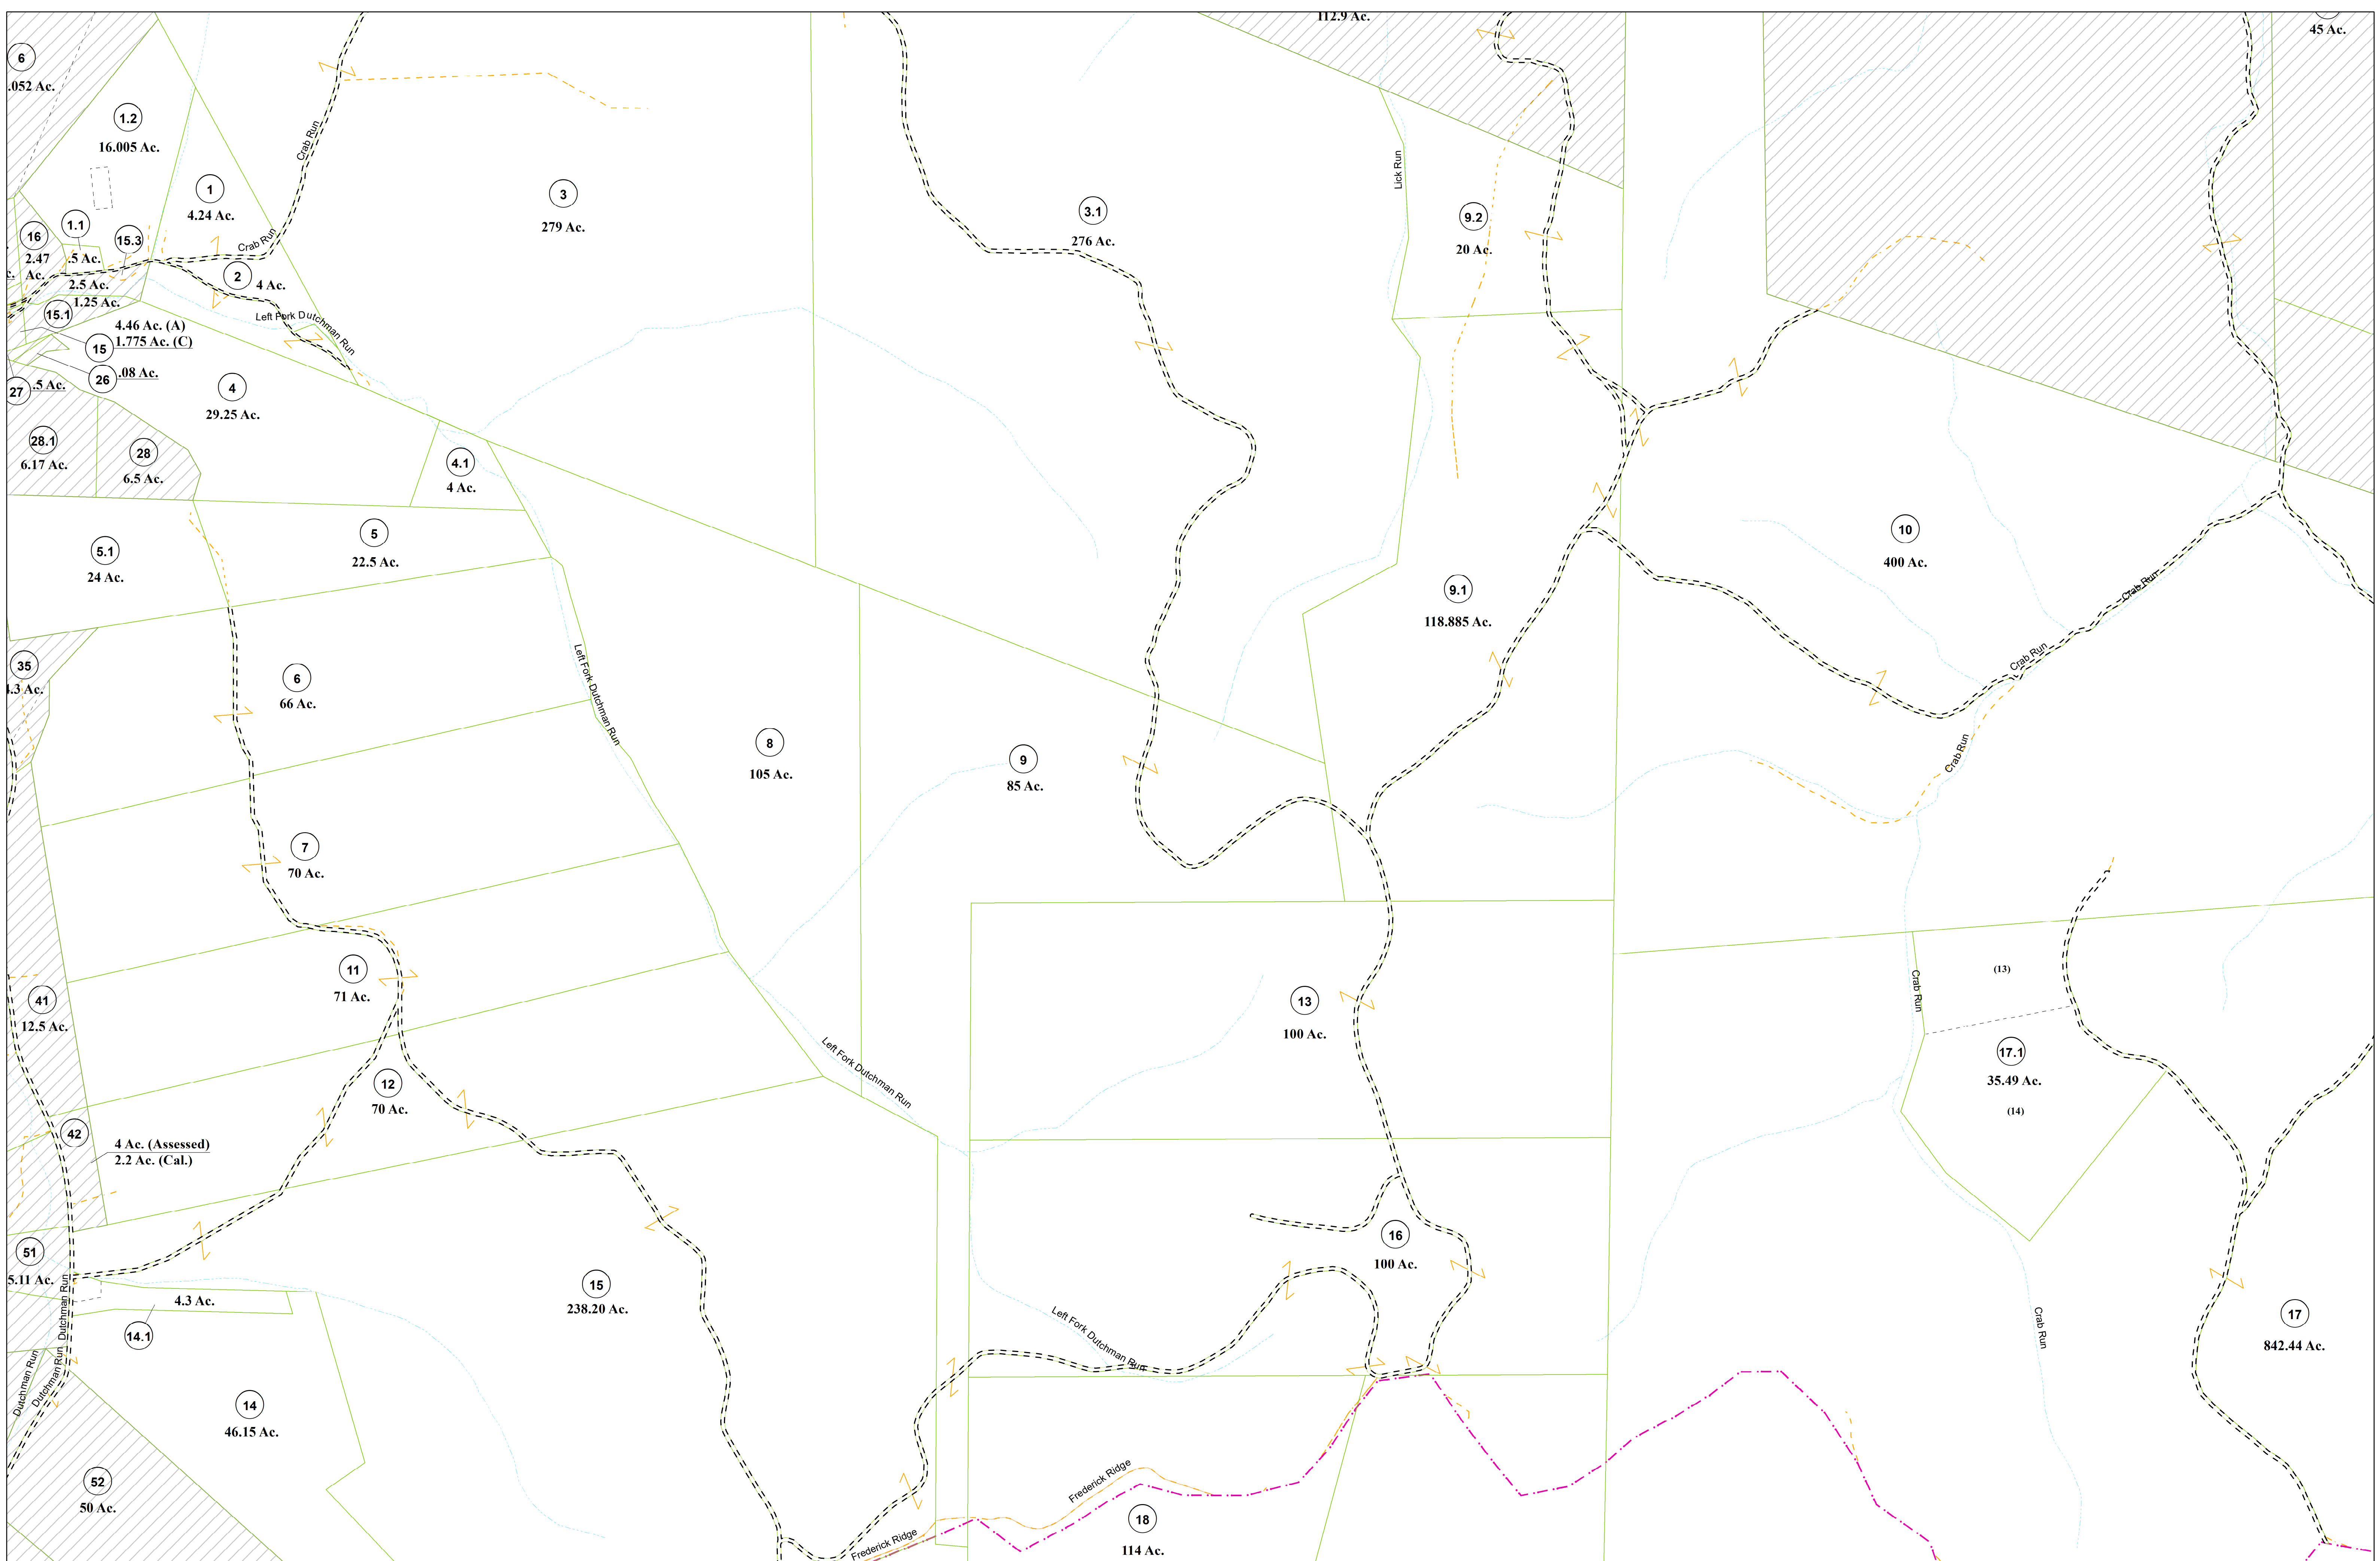 112.9 Ac.
45 Ac.
6
.052 Ac.
1.2
16.005 Ac.
Crab Run
Lick Run
1
4.24 Ac.
3
279 Ac.
3.1
276 Ac.
9.2
20 Ac.
16
2.47
Ac.
1.1
.5 Ac.
15.3
Crab Run
2
4 Ac.
2.5 Ac.
1.25 Ac.
15.1
Left Fork Dutchman Run
4.46 Ac. (A)
15
1.775 Ac. (C)
26
.08 Ac.
27
.5 Ac.
4
29.25 Ac.
28.1
6.17 Ac.
28
6.5 Ac.
4.1
4 Ac.
5.1
24 Ac.
5
22.5 Ac.
10
400 Ac.
9.1
118.885 Ac.
Crab Run
Crab Run
35
4.3 Ac.
6
66 Ac.
Left Fork Dutchman Run
8
105 Ac.
9
85 Ac.
Crab Run
7
70 Ac.
11
71 Ac.
41
12.5 Ac.
13
100 Ac.
Crab Run
(13)
17.1
35.49 Ac.
(14)
Left Fork Dutchman Run
12
70 Ac.
42
4 Ac. (Assessed)
2.2 Ac. (Cal.)
51
5.11 Ac.
Dutchman Run
4.3 Ac.
14.1
15
238.20 Ac.
16
100 Ac.
Left Fork Dutchman Run
Crab Run
17
842.44 Ac.
Dutchman Run
Dutchman Run
14
46.15 Ac.
52
50 Ac.
Frederick Ridge
Frederick Ridge
18
114 Ac.